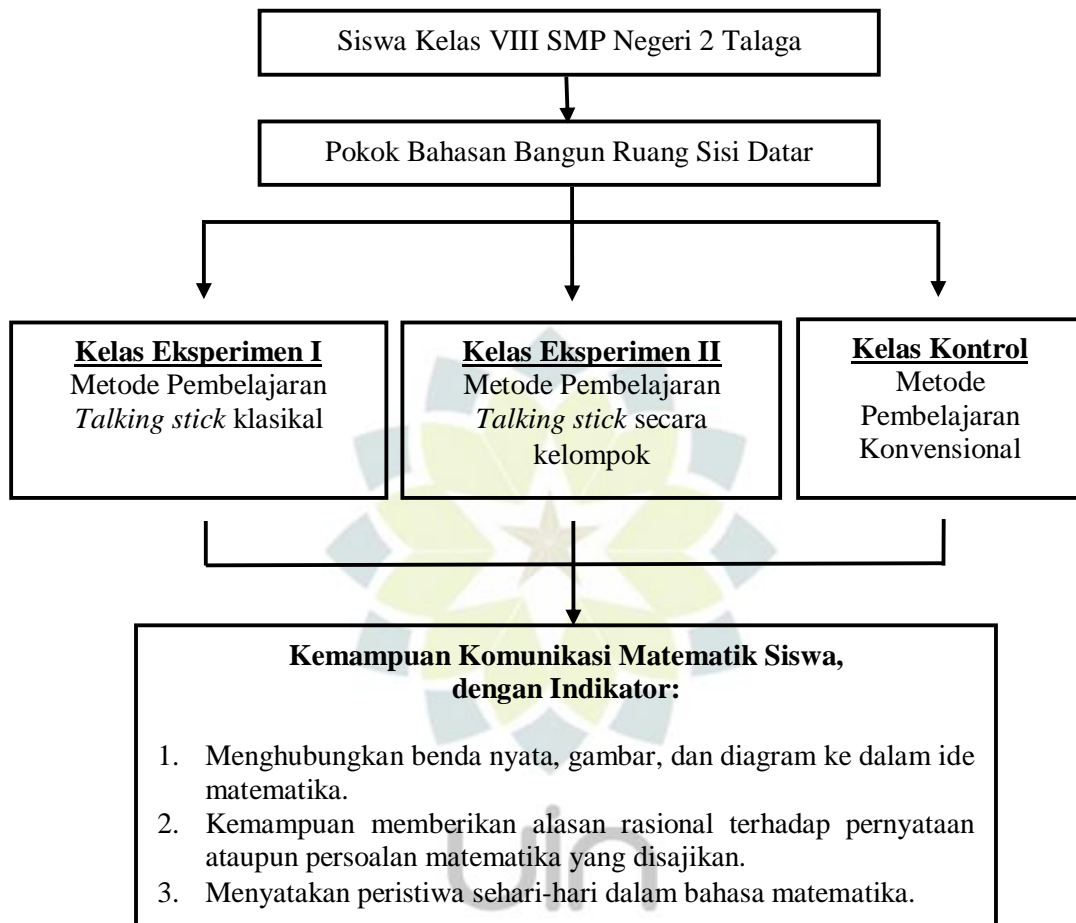 Siswa Kelas VIII SMP Negeri 2 Talaga
Pokok Bahasan Bangun Ruang Sisi Datar
Kelas Eksperimen I
Metode Pembelajaran
Talking stick klasikal
Kelas Eksperimen II
Metode Pembelajaran
Talking stick secara
kelompok
Kelas Kontrol
Metode
Pembelajaran
Konvensional
Kemampuan Komunikasi Matematik Siswa,
dengan Indikator:
1. Menghubungkan benda nyata, gambar, dan diagram ke dalam ide
matematika.
2. Kemampuan memberikan alasan rasional terhadap pernyataan
ataupun persoalan matematika yang disajikan.
3. Menyatakan peristiwa sehari-hari dalam bahasa matematika.
uin